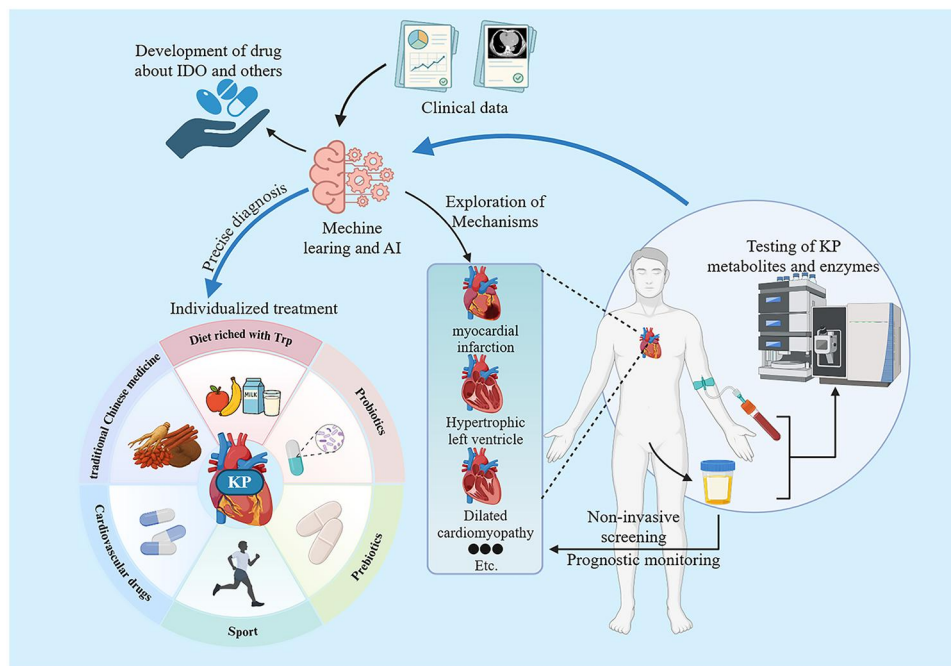 Development of drug
about IDO and others
Clinical data
MILK
Precise diagnosis
Mechine
learing and AI
Exploration of
Mechanisms
Testing of KP
metabolites and enzymes
Individualized treatment
Diet riched with Trp
traditional Chinese medicine
Probiotics
KP
Cardiovascular drugs
Prebiotics
Sport
myocardial
infarction
Hypertrophic
left ventricle
Dilated
cardiomyopathy
Etc.
Non-invasive
screening
Prognostic monitoring